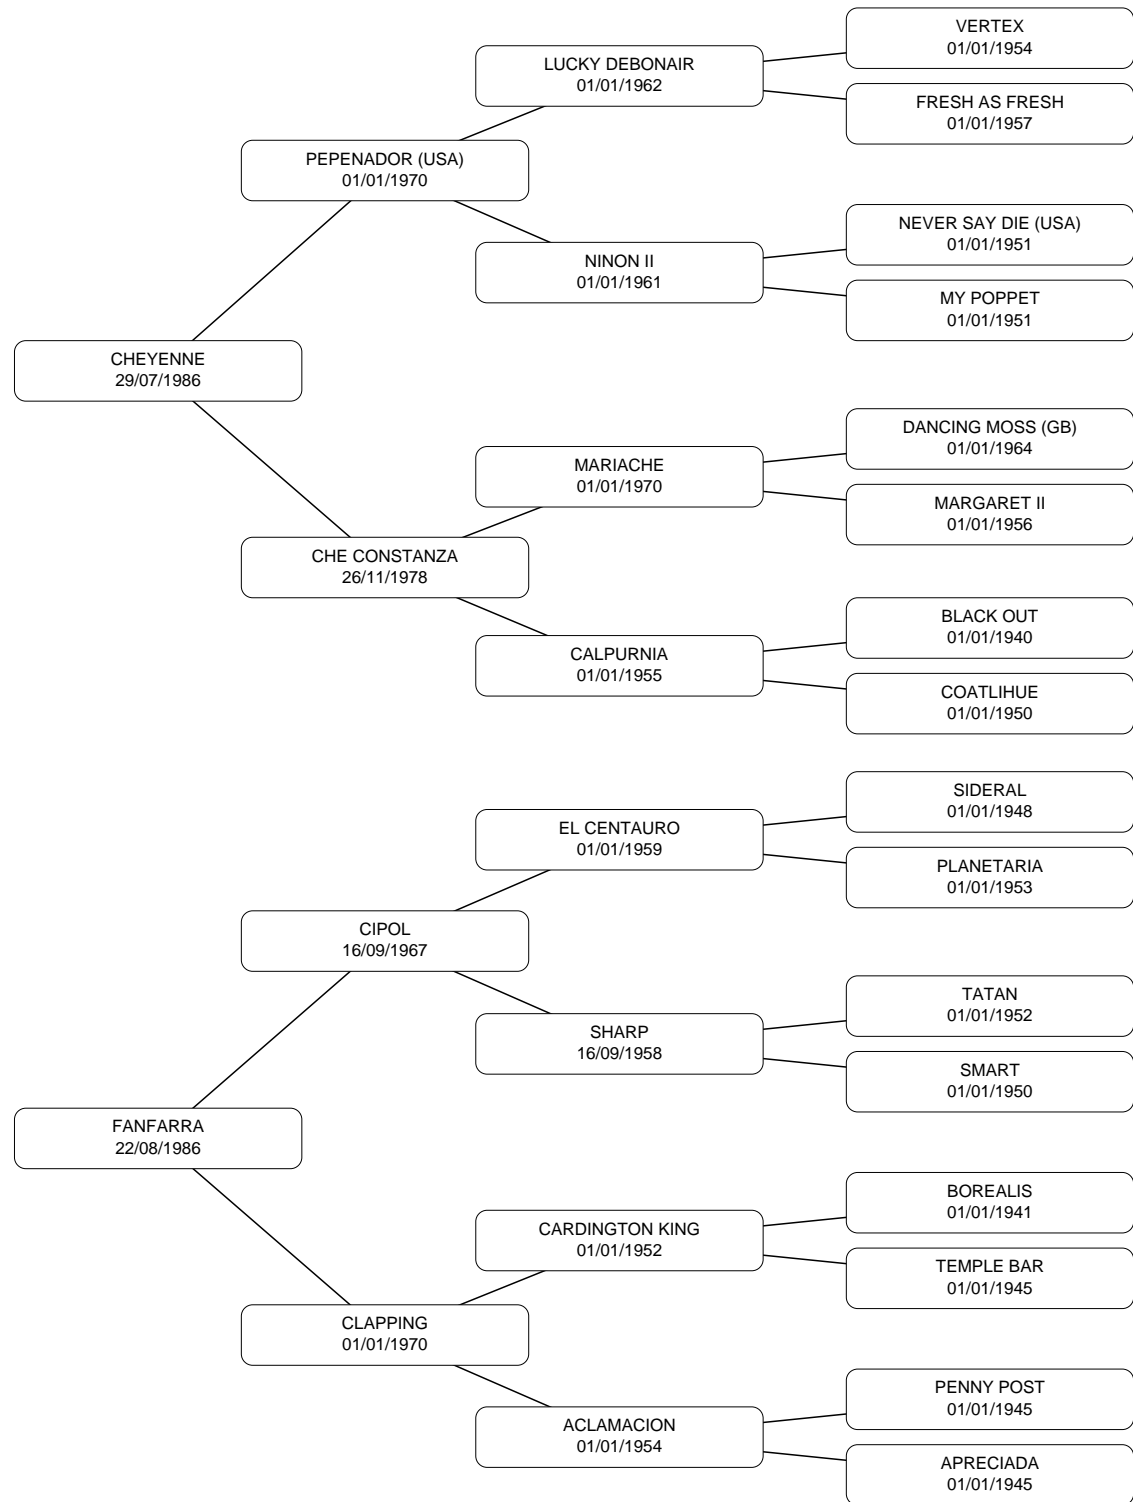 VERTEX
01/01/1954
LUCKY DEBONAIR
01/01/1962
FRESH AS FRESH
01/01/1957
PEPENADOR (USA)
01/01/1970
NEVER SAY DIE (USA)
01/01/1951
NINON II
01/01/1961
MY POPPET
01/01/1951
CHEYENNE
29/07/1986
DANCING MOSS (GB)
01/01/1964
MARIACHE
01/01/1970
MARGARET II
01/01/1956
CHE CONSTANZA
26/11/1978
BLACK OUT
01/01/1940
CALPURNIA
01/01/1955
COATLIHUE
01/01/1950
SIDERAL
01/01/1948
EL CENTAURO
01/01/1959
PLANETARIA
01/01/1953
CIPOL
16/09/1967
TATAN
01/01/1952
SHARP
16/09/1958
SMART
01/01/1950
FANFARRA
22/08/1986
BOREALIS
01/01/1941
CARDINGTON KING
01/01/1952
TEMPLE BAR
01/01/1945
CLAPPING
01/01/1970
PENNY POST
01/01/1945
ACLAMACION
01/01/1954
APRECIADA
01/01/1945